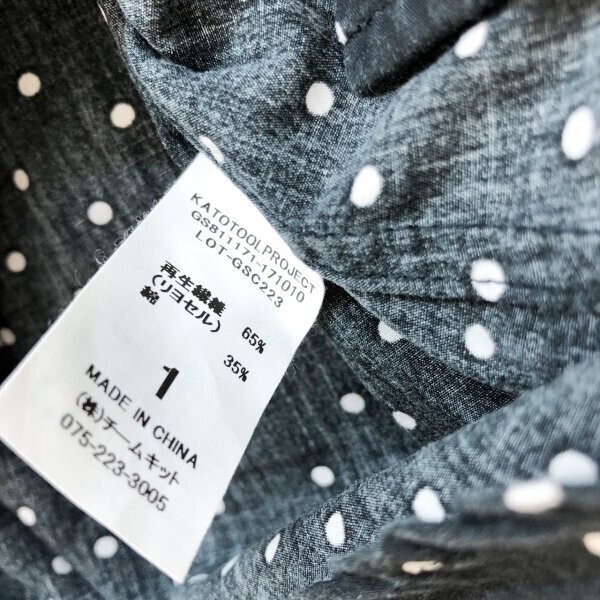 KATOTOOLPROJECT
GS811171-171010
LOT-GSC223
再生繊維
(リヨセル) 65%
綿 35%
1
MADE IN CHINA
(株)チームキット
075-223-3005